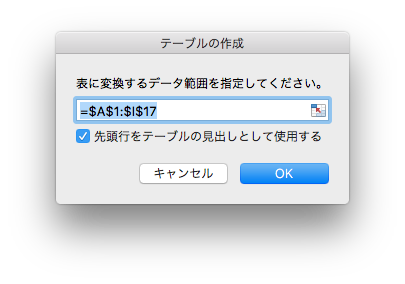 テーブルの作成
表に変換するデータ範囲を指定してください。
=$A$1:$I$17
先頭行をテーブルの見出しとして使用する
キャンセル
OK